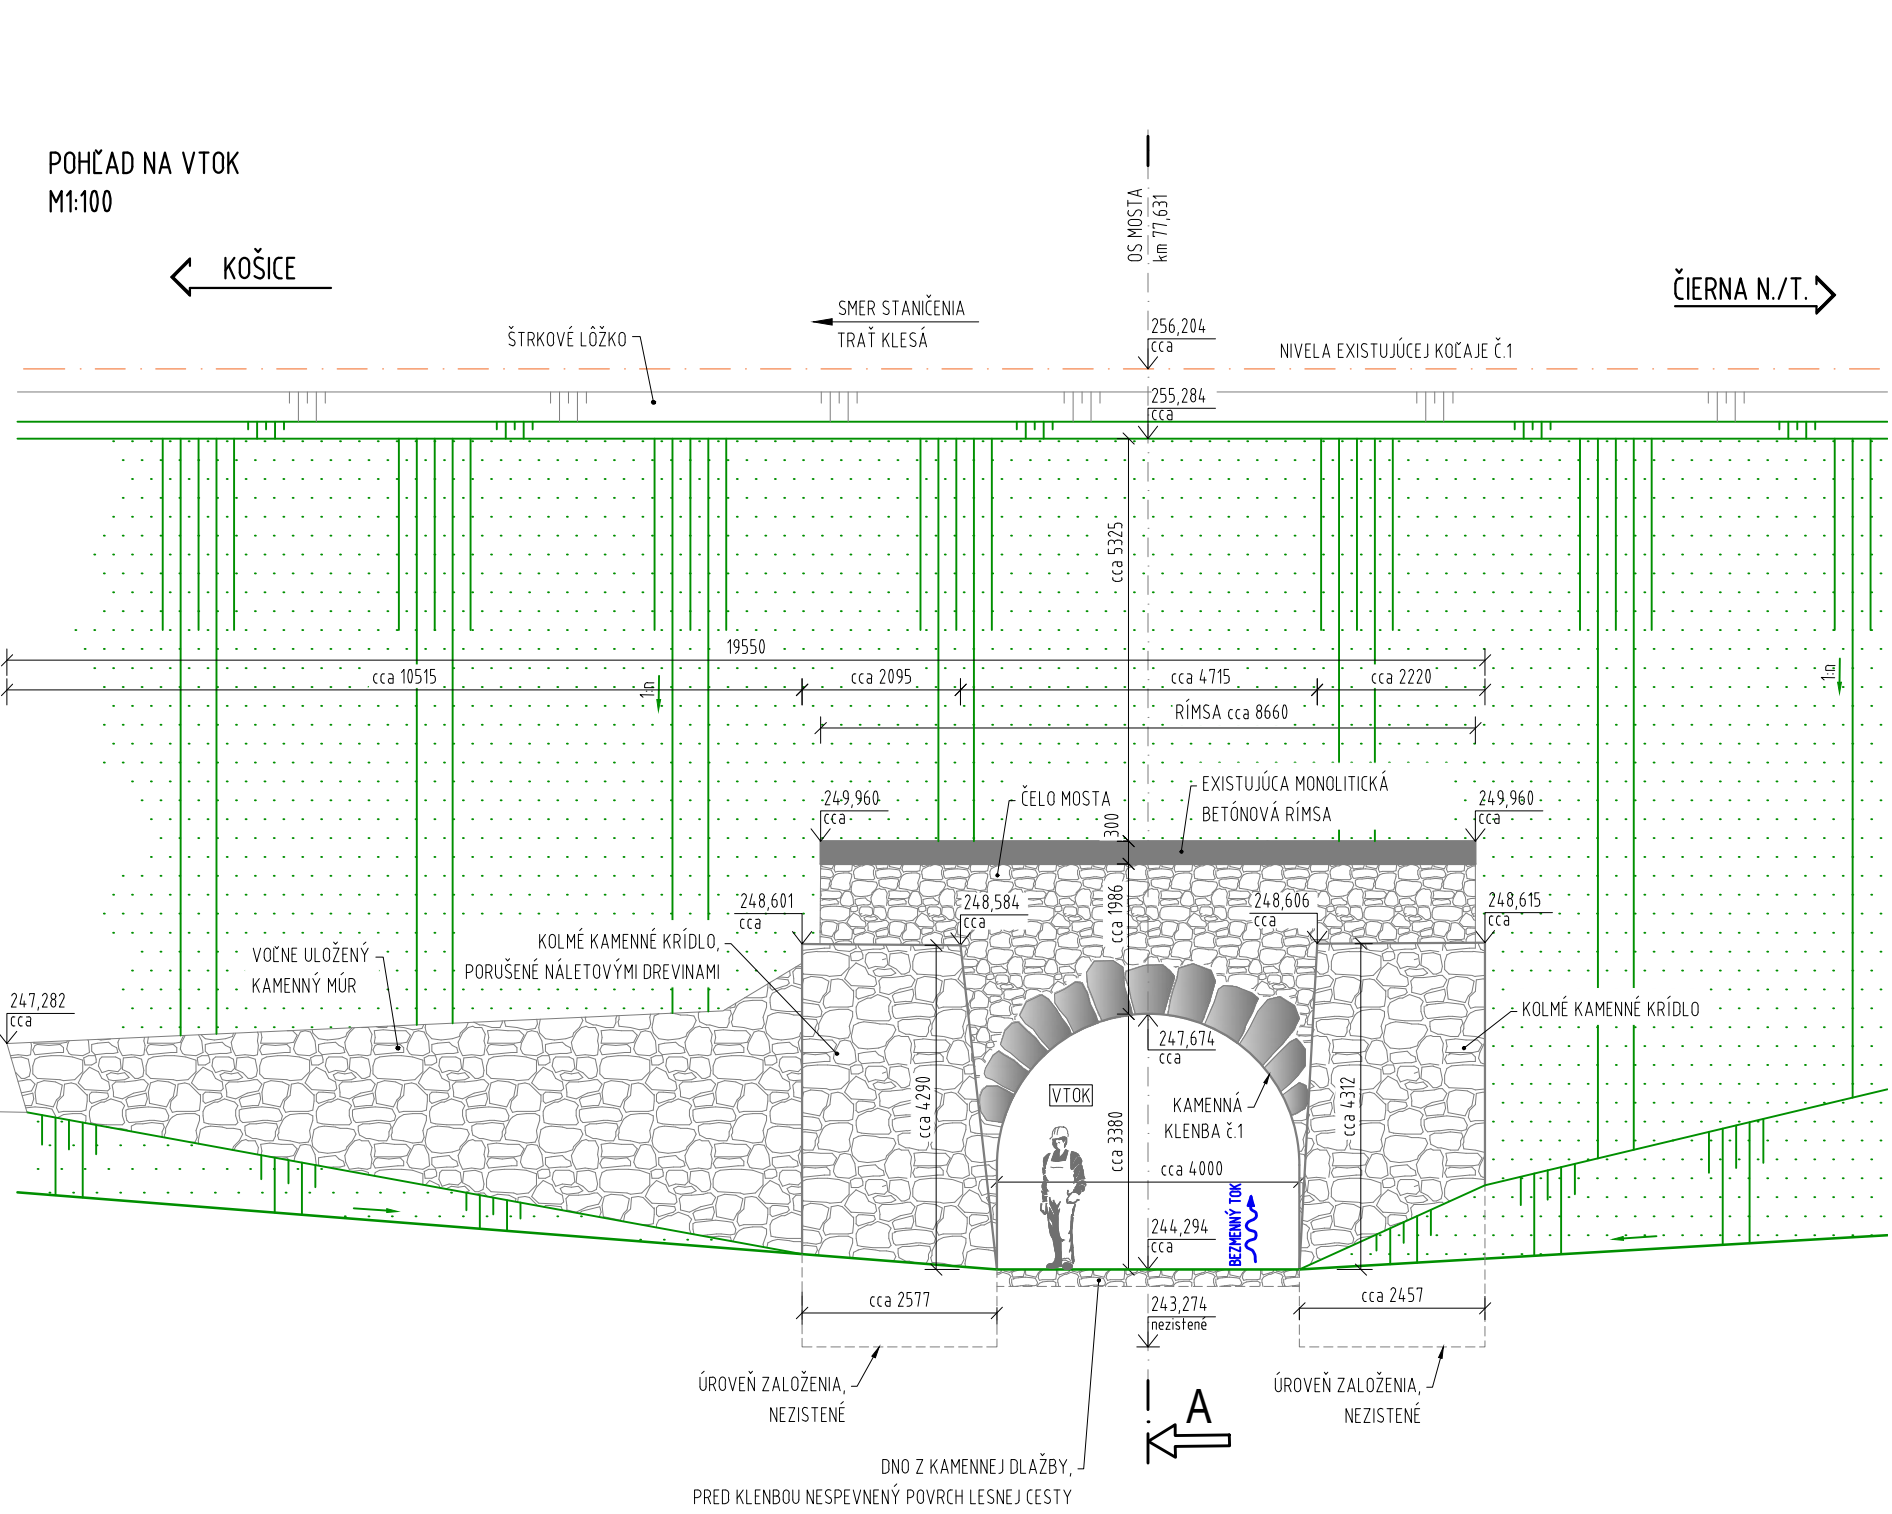 POHĽAD NA VTOK
M1:100
KOŠICE
OS MOSTA
km 77,631
ČIERNA N./T.
SMER STANIČENIA
TRAŤ KLESÁ
ŠTRKOVÉ LÔŽKO
256,204
cca
NIVELA EXISTUJÚCEJ KOĽAJE Č.1
255,284
cca
cca 5325
19550
cca 10515
cca 2095
cca 4715
cca 2220
1:n
1:n
RÍMSA cca 8660
249,960
cca
ČELO MOSTA
300
EXISTUJÚCA MONOLITICKÁ
BETÓNOVÁ RÍMSA
249,960
cca
248,601
cca
248,584
cca
cca 1986
248,606
cca
248,615
cca
VOĽNE ULOŽENÝ
KAMENNÝ MÚR
KOLMÉ KAMENNÉ KRÍDLO,
PORUŠENÉ NÁLETOVÝMI DREVINAMI
247,282
cca
KOLMÉ KAMENNÉ KRÍDLO
247,674
cca
VTOK
cca 4290
cca 3380
KAMENNÁ
KLENBA č.1
cca 4312
cca 4000
BEZMENNÝ TOK
244,294
cca
cca 2577
243,274
nezistené
cca 2457
ÚROVEŇ ZALOŽENIA,
NEZISTENÉ
ÚROVEŇ ZALOŽENIA,
NEZISTENÉ
A
DNO Z KAMENNEJ DLAŽBY,
PRED KLENBOU NESPEVNENÝ POVRCH LESNEJ CESTY